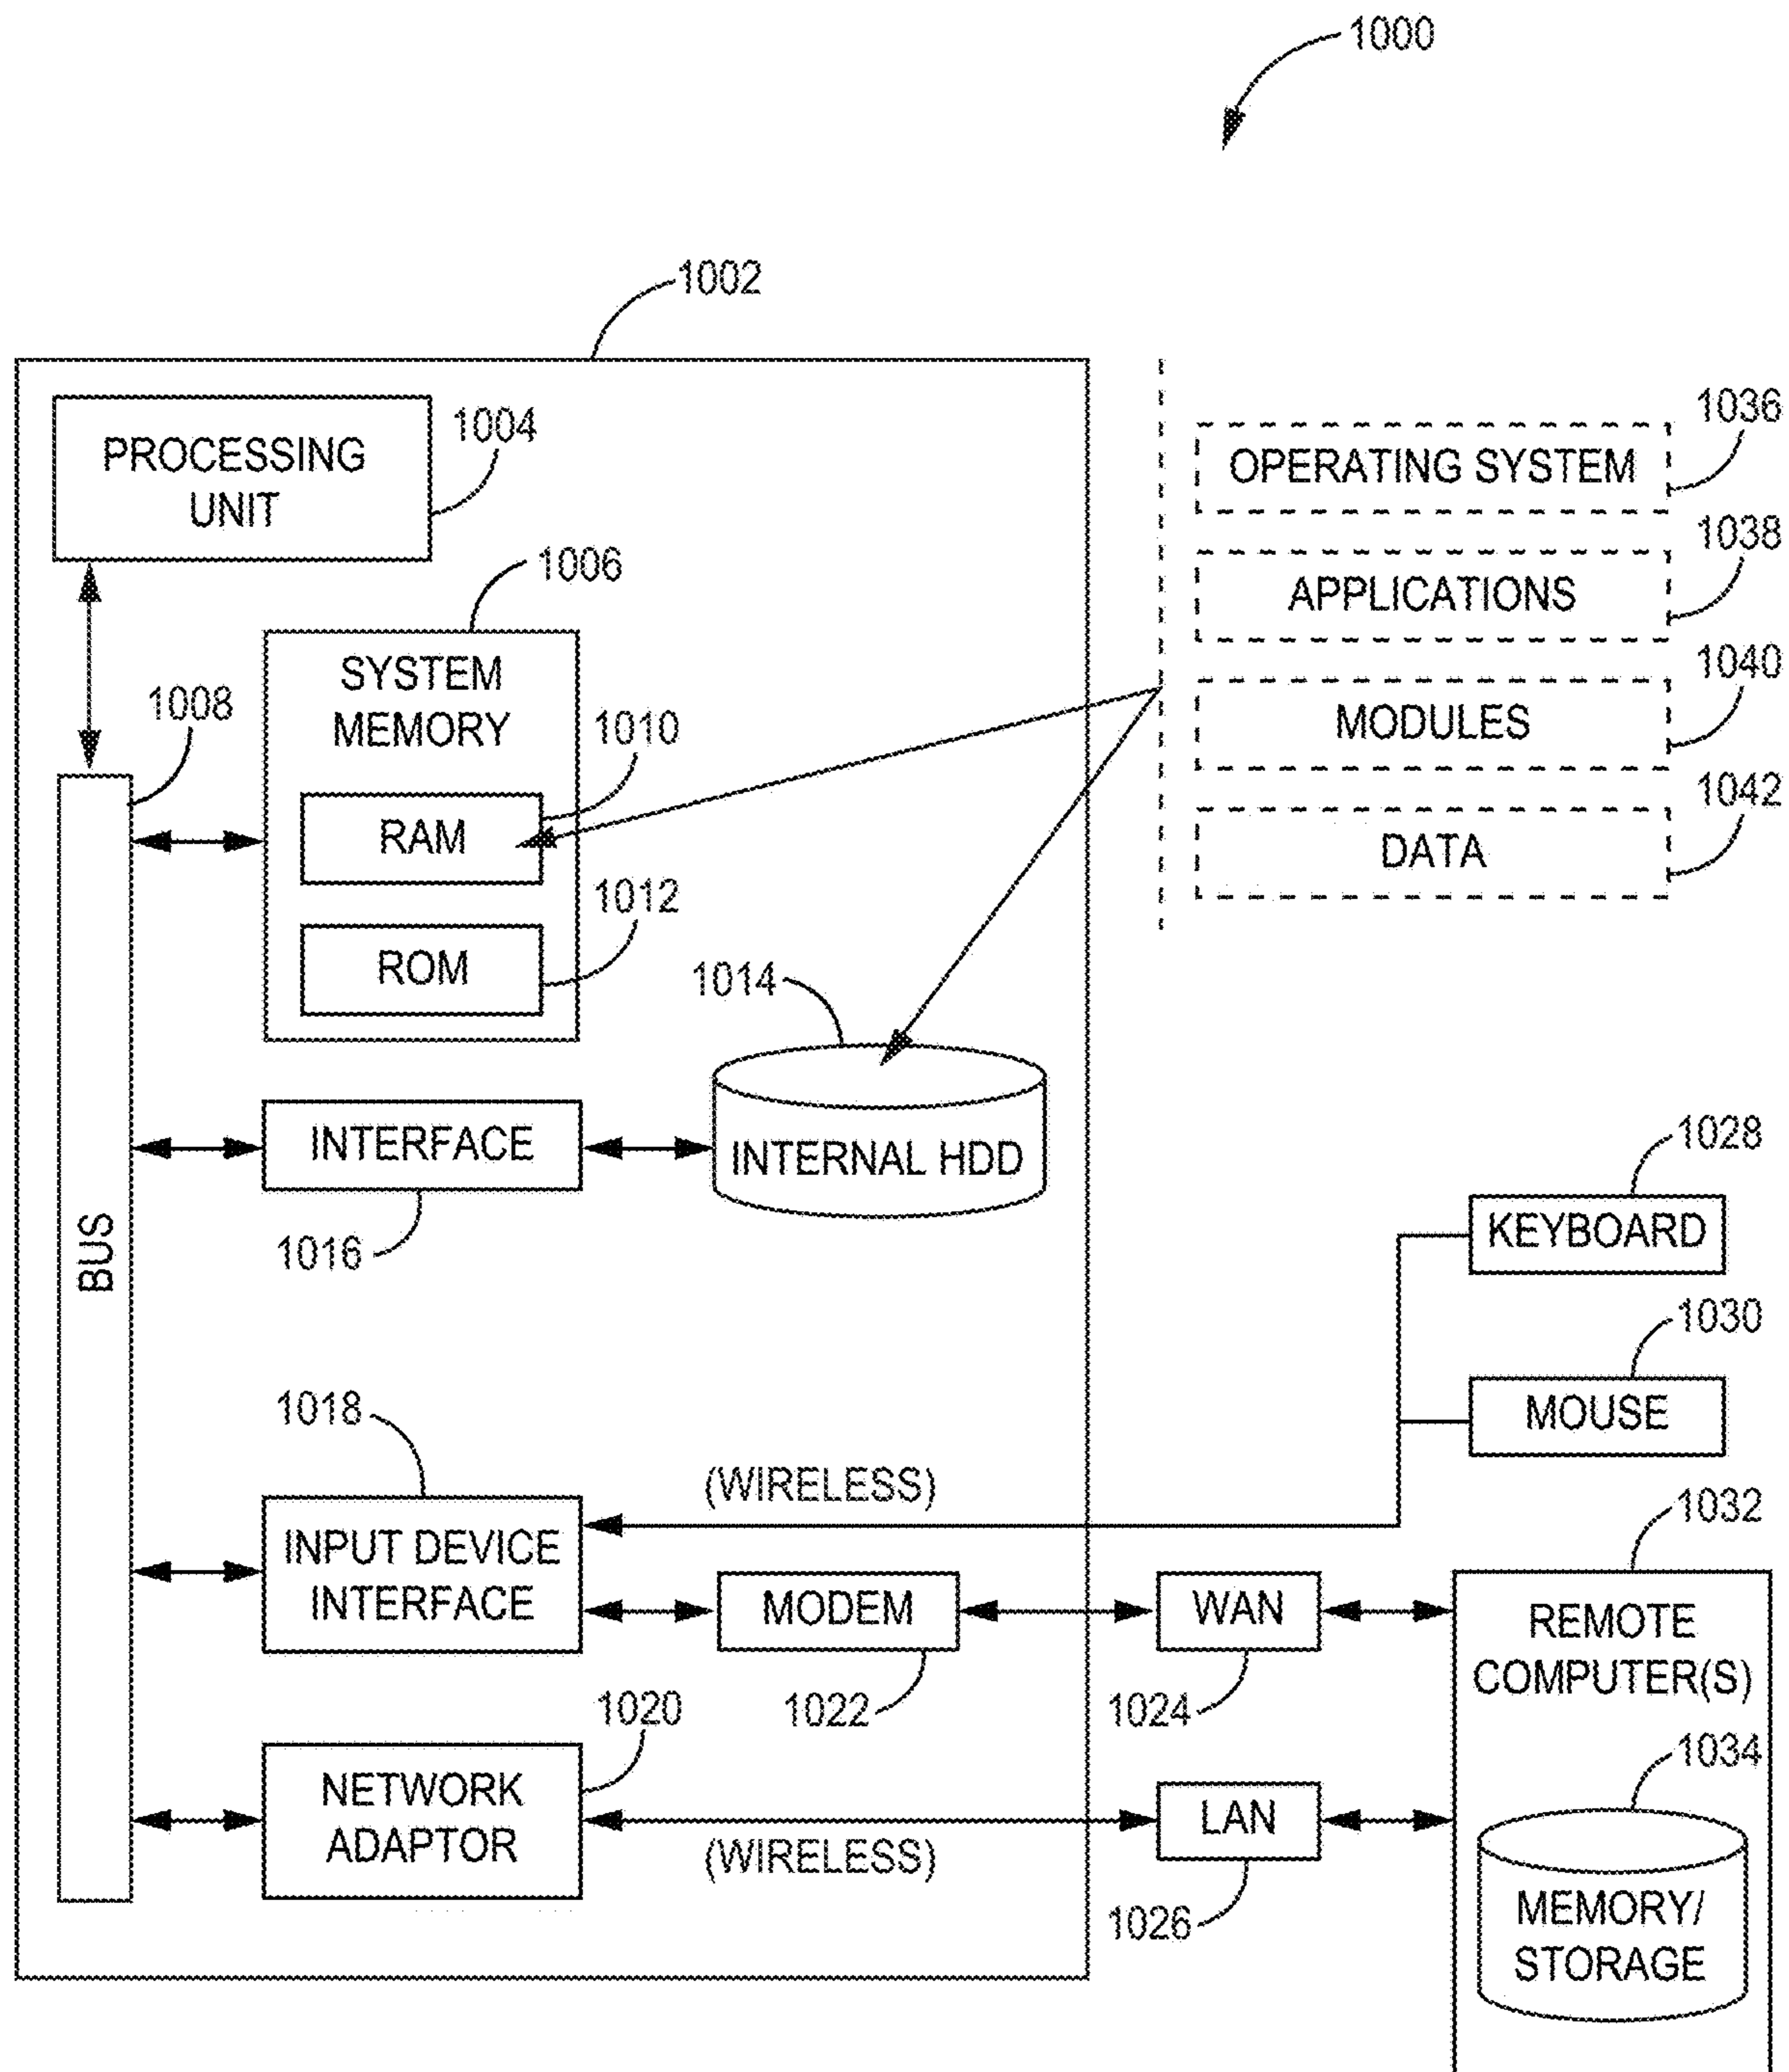 1000
1002
PROCESSING
UNIT
1004
1006
SYSTEM
MEMORY
1008
1010
RAM
1012
ROM
1014
INTERNAL HDD
INTERFACE
1016
BUS
1018
INPUT DEVICE
INTERFACE
(WIRELESS)
MODEM
1022
1020
NETWORK
ADAPTOR
(WIRELESS)
1036
OPERATING SYSTEM
1038
APPLICATIONS
1040
MODULES
1042
DATA
1028
KEYBOARD
1030
MOUSE
1032
WAN
1024
REMOTE
COMPUTER(S)
LAN
1026
1034
MEMORY/
STORAGE